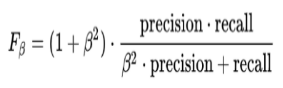 F_β = (1 + β²) · (precision · recall) / (β² · precision + recall)